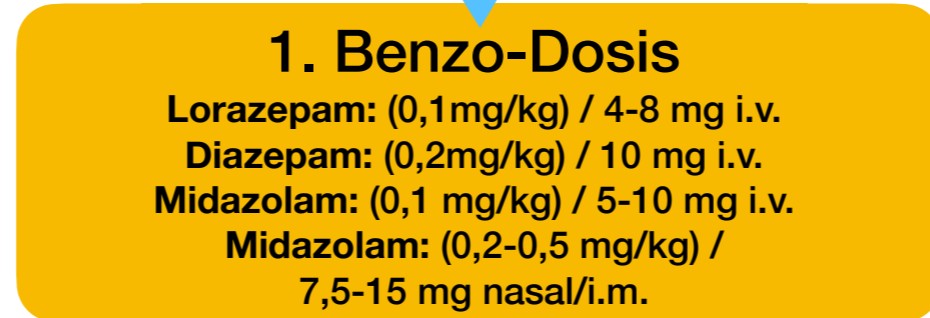 1. Benzo-Dosis
Lorazepam: (0,1mg/kg) / 4-8 mg i.v.
Diazepam: (0,2mg/kg) / 10 mg i.v.
Midazolam: (0,1 mg/kg) / 5-10 mg i.v.
Midazolam: (0,2-0,5 mg/kg) /
7,5-15 mg nasal/i.m.